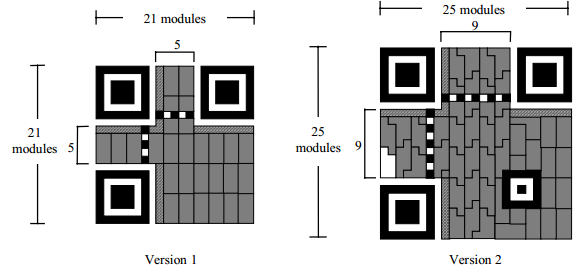 21 modules
5
21
modules
5
Version 1
25 modules
9
25
modules
9
Version 2